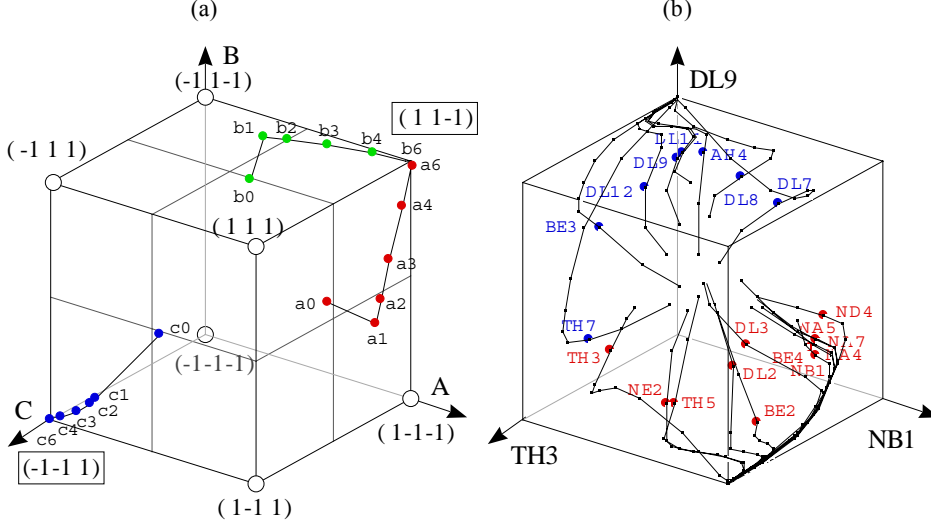 (a)
B
(-1 1-1)
b1
b2
b3
b4
b6
( 1 1-1)
(-1 1 1)
a6
b0
a4
(1 1 1)
a3
a0
a2
a1
c0
(-1-1-1)
A
C
c1
c2
c3
c4
c6
(1-1-1)
(-1-1 1)
(1-1 1)
(b)
DL9
DL9
AH4
DL12
DL7
DL8
BE3
TH7
DL3
ND4
NA5
TH3
BE4
NB1
DL2
NE2
TH5
BE2
TH3
NB1